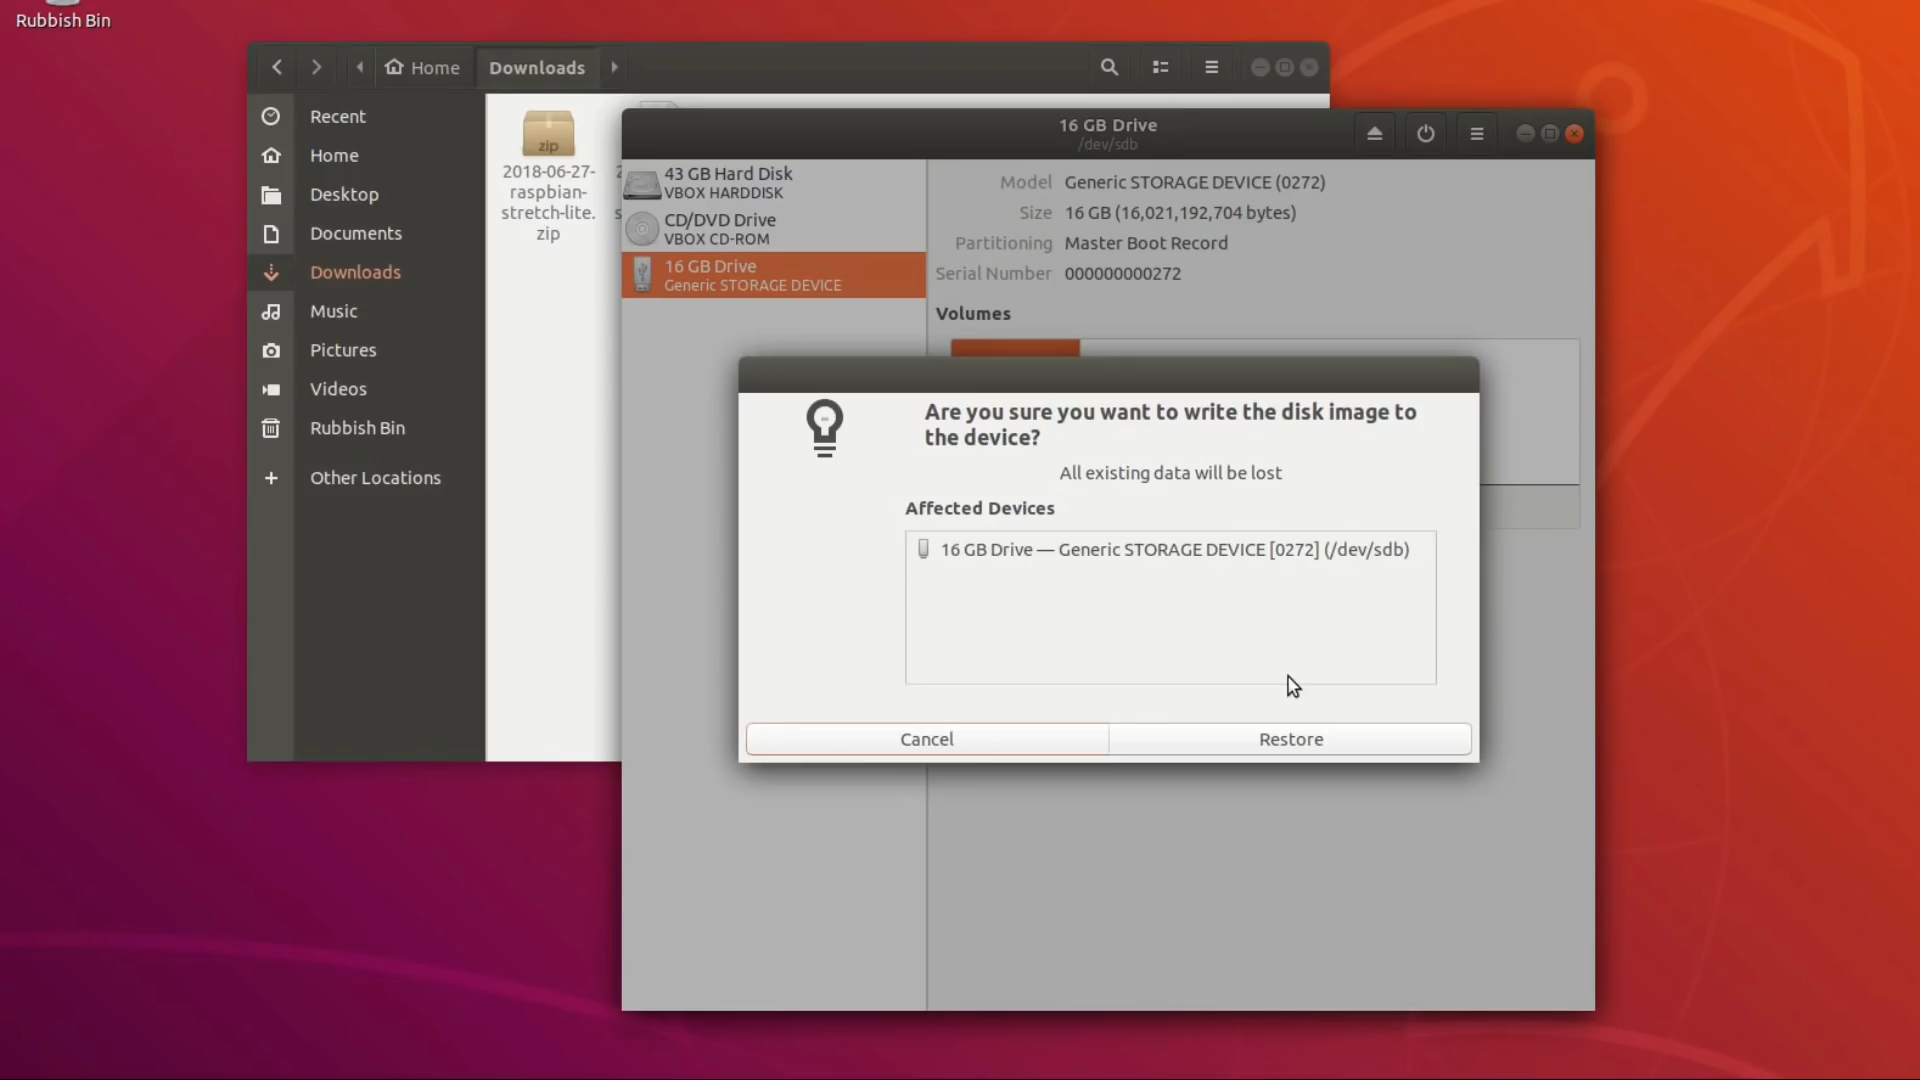 Rubbish Bin
Home
Downloads
Recent
Home
Desktop
Documents
Downloads
Music
Pictures
Videos
Rubbish Bin
Other Locations
zip
2018-06-27-
raspbian-
stretch-lite.
zip
16 GB Drive
/dev/sdb
43 GB Hard Disk
VBOX HARDDISK
CD/DVD Drive
VBOX CD-ROM
16 GB Drive
Generic STORAGE DEVICE
Model Generic STORAGE DEVICE (0272)
Size 16 GB (16,021,192,704 bytes)
Partitioning Master Boot Record
Serial Number 000000000272
Volumes
Are you sure you want to write the disk image to
the device?
All existing data will be lost
Affected Devices
16 GB Drive — Generic STORAGE DEVICE [0272] (/dev/sdb)
Cancel
Restore